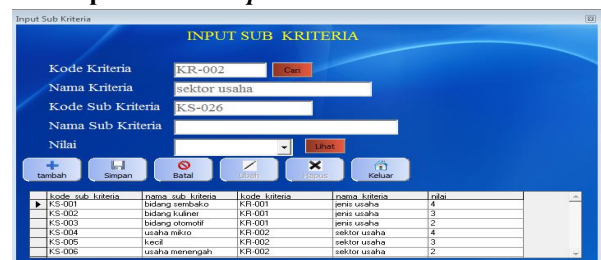 Input Sub Kriteria
INPUT SUB KRITERIA
Kode Kriteria KR-002 Cari
Nama Kriteria sektor usaha
Kode Sub Kriteria KS-026
Nama Sub Kriteria
Nilai Lihat
tambah Simpan Batal Ubah Hapus Keluar
kode_sub_kriteria nama_sub_kriteria kode_kriteria nama_kriteria nilai
KS-001 bidang sembako KR-001 jenis usaha 4
KS-002 bidang kuliner KR-001 jenis usaha 3
KS-003 bidang otomotif KR-001 jenis usaha 2
KS-004 usaha mikro KR-002 sektor usaha 4
KS-005 kecil KR-002 sektor usaha 3
KS-006 usaha menengah KR-002 sektor usaha 2